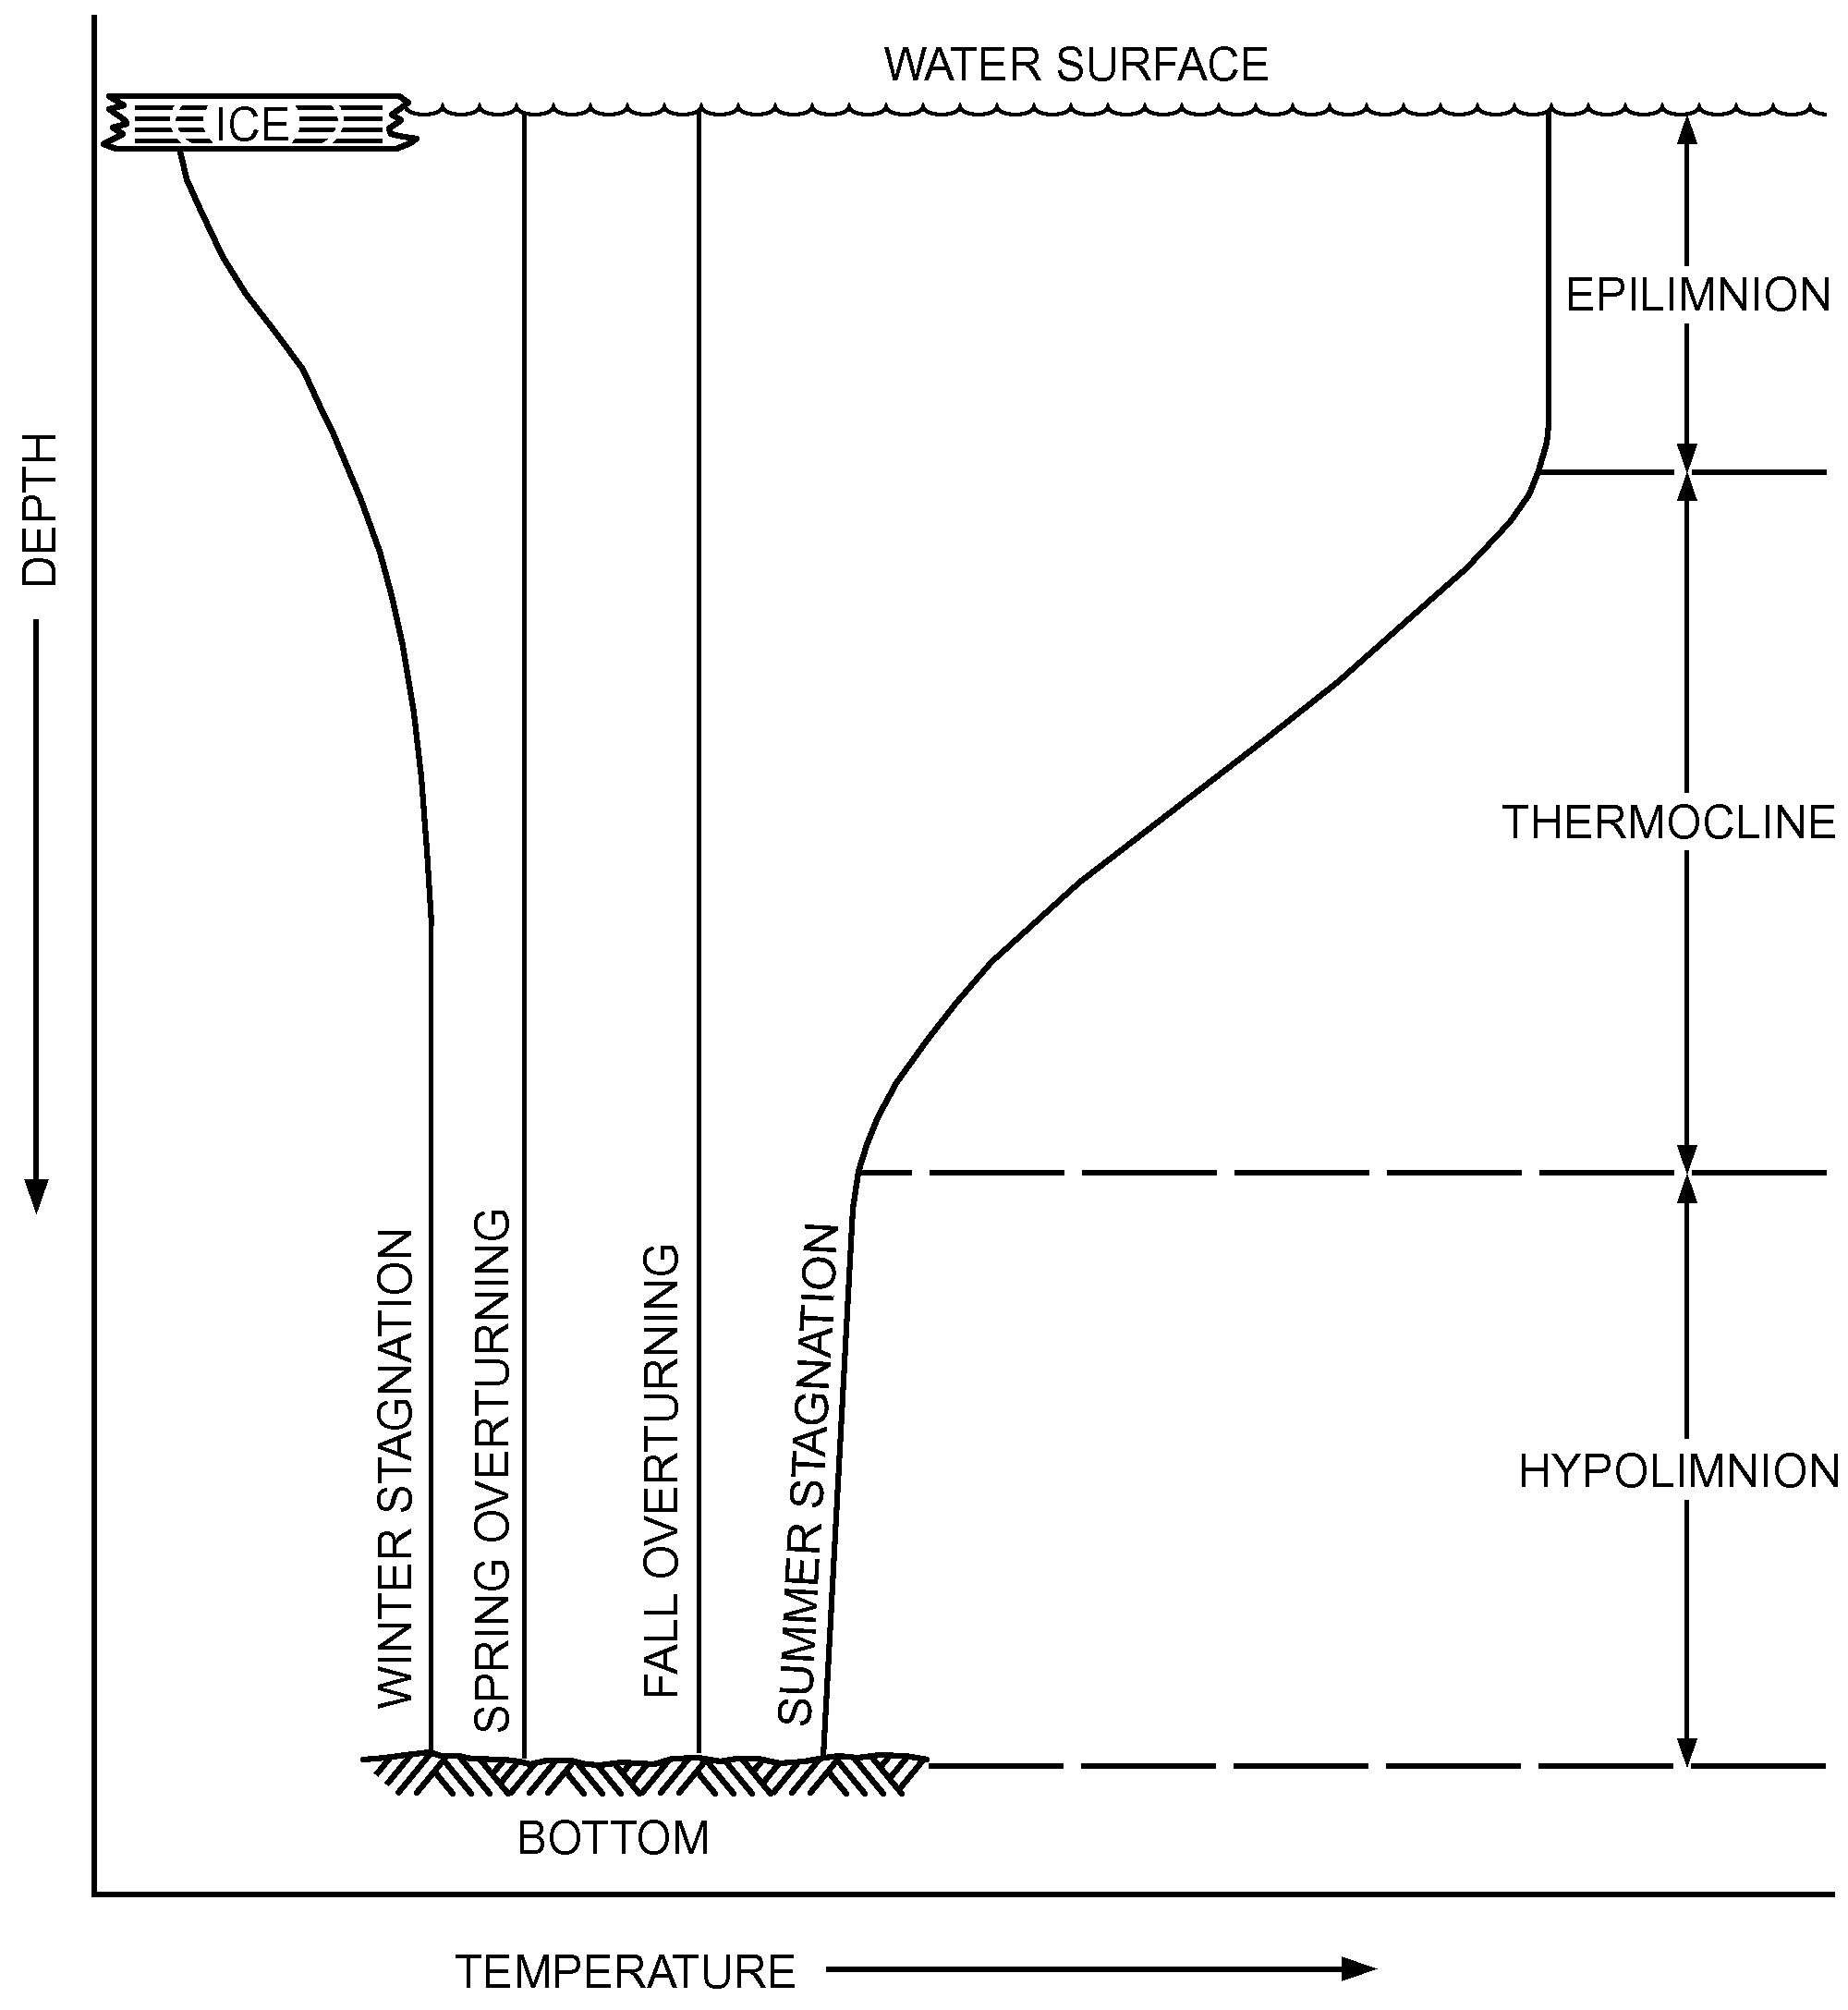 WATER SURFACE
ICE
EPILIMNION
DEPTH
THERMOCLINE
WINTER STAGNATION
SPRING OVERTURNING
FALL OVERTURNING
SUMMER STAGNATION
HYPOLIMNION
BOTTOM
TEMPERATURE